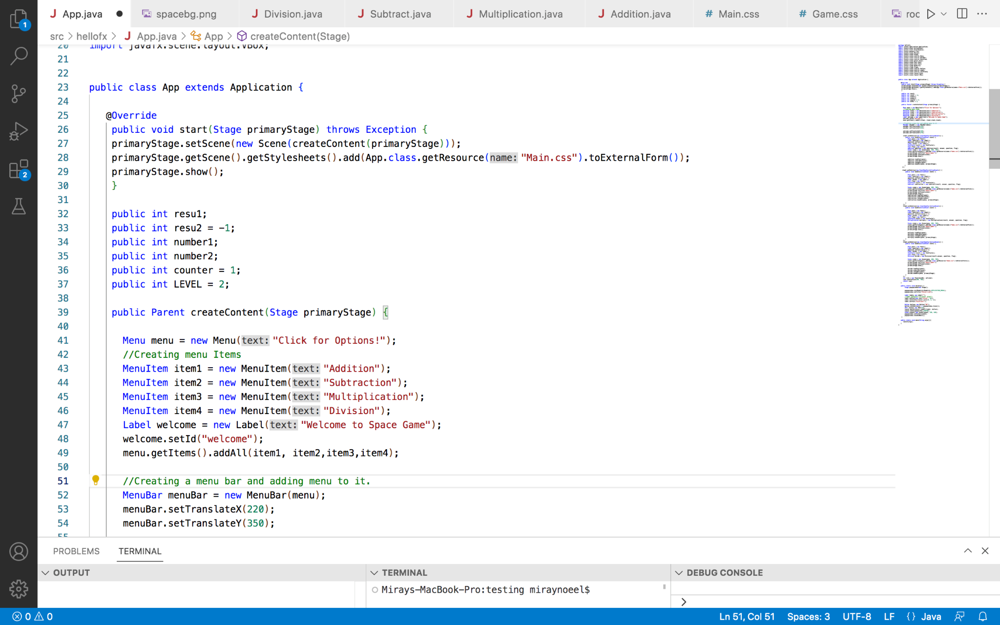 App.java
spacebg.png
Division.java
Subtract.java
Multiplication.java
Addition.java
# Main.css
# Game.css
src > hellofx > J App.java > App > createContent(Stage)
20 import javafx.scene.layout.VBox;
21
22
23 public class App extends Application {
24
25 @Override
26 public void start(Stage primaryStage) throws Exception {
27 primaryStage.setScene(new Scene(createContent(primaryStage)));
28 primaryStage.getScene().getStylesheets().add(App.class.getResource(name: "Main.css").toExternalForm());
29 primaryStage.show();
30 }
31
32 public int resu1;
33 public int resu2 = -1;
34 public int number1;
35 public int number2;
36 public int counter = 1;
37 public int LEVEL = 2;
38
39 public Parent createContent(Stage primaryStage) {
40
41 Menu menu = new Menu(text: "Click for Options!");
42 //Creating menu Items
43 MenuItem item1 = new MenuItem(text: "Addition");
44 MenuItem item2 = new MenuItem(text: "Subtraction");
45 MenuItem item3 = new MenuItem(text: "Multiplication");
46 MenuItem item4 = new MenuItem(text: "Division");
47 Label welcome = new Label(text: "Welcome to Space Game");
48 welcome.setId("welcome");
49 menu.getItems().addAll(item1, item2,item3,item4);
50
51 //Creating a menu bar and adding menu to it.
52 MenuBar menuBar = new MenuBar(menu);
53 menuBar.setTranslateX(220);
54 menuBar.setTranslateY(350);
55
1
2
PROBLEMS
TERMINAL
OUTPUT
TERMINAL
DEBUG CONSOLE
Mirays-MacBook-Pro:testing miraynoeel$
>
0 0
Ln 51, Col 51
Spaces: 3
UTF-8
LF
{} Java